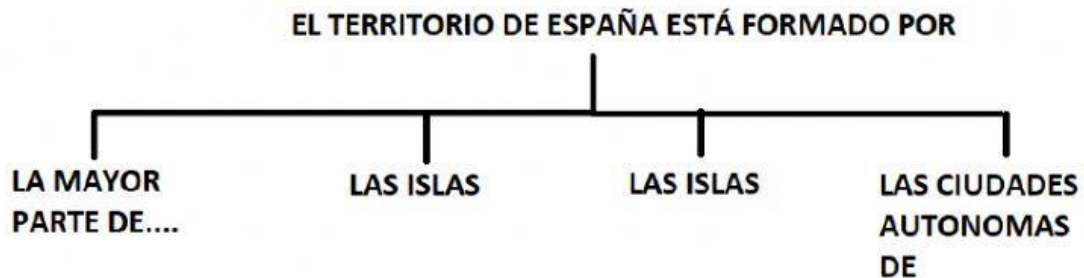 EL TERRITORIO DE ESPAÑA ESTÁ FORMADO POR
LA MAYOR
PARTE DE....
LAS ISLAS
LAS ISLAS
LAS CIUDADES
AUTONOMAS
DE